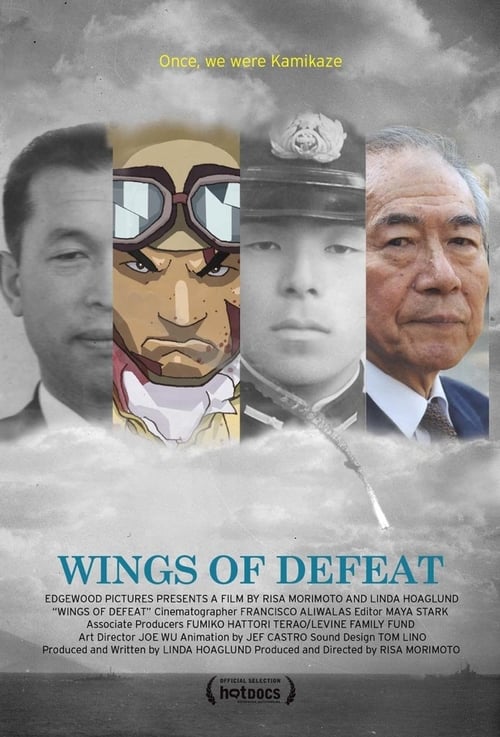 Once, we were Kamikaze
WINGS OF DEFEAT
EDGEWOOD PICTURES PRESENTS A FILM BY RISA MORIMOTO AND LINDA HOAGLUND
"WINGS OF DEFEAT" Cinematographer FRANCISCO ALIWALAS Editor MAYA STARK
Associate Producers FUMIKO HATTORI TERAO/LEVINE FAMILY FUND
Art Director JOE WU Animation by JEF CASTRO Sound Design TOM LINO
Produced and Written by LINDA HOAGLUND Produced and Directed by RISA MORIMOTO
OFFICIAL SELECTION
hotDOCS